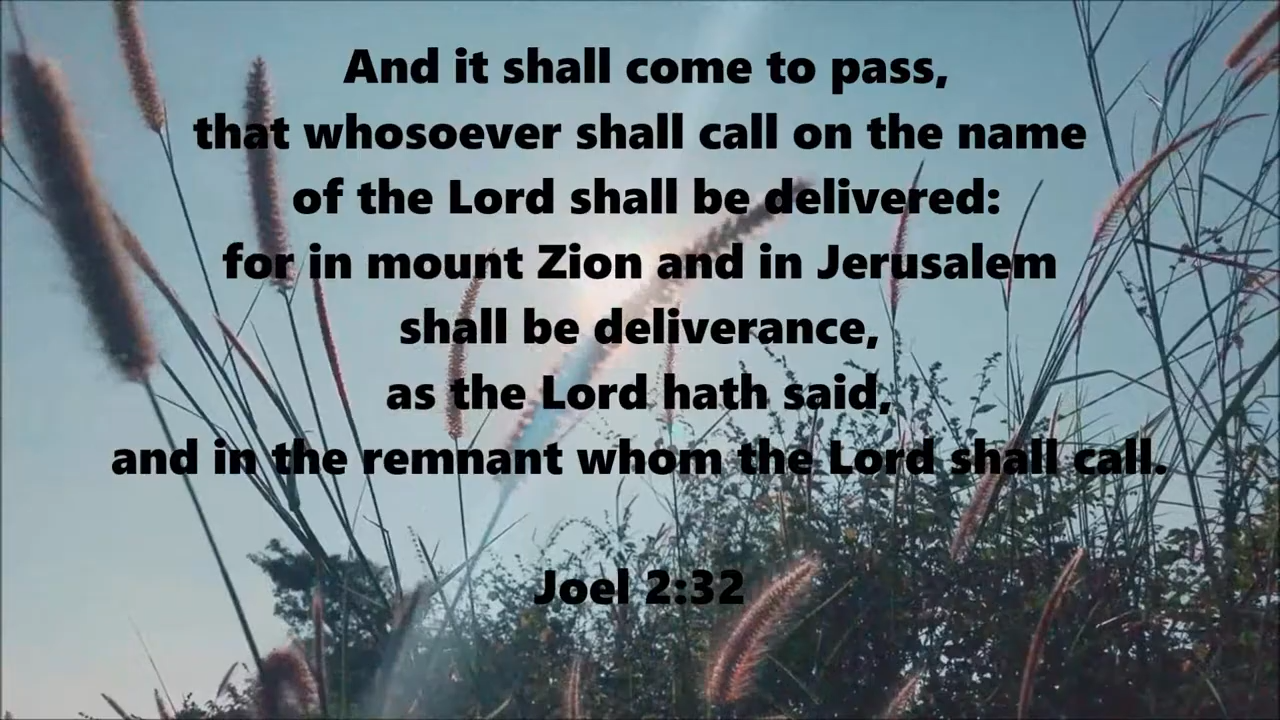 And it shall come to pass,
that whosoever shall call on the name
of the Lord shall be delivered:
for in mount Zion and in Jerusalem
shall be deliverance,
as the Lord hath said,
and in the remnant whom the Lord shall call.
Joel 2:32